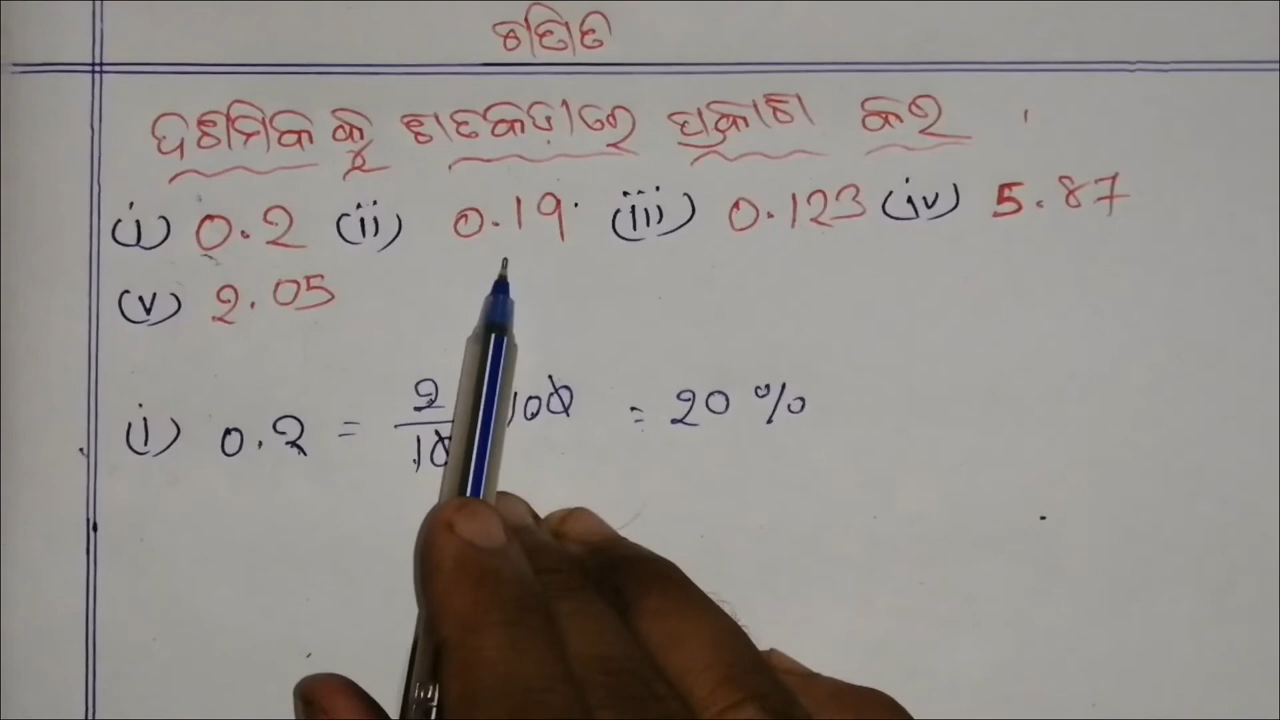 ଗଣିତ
ଦଶମିକ କୁ ଶତକଡ଼ାରେ ପ୍ରକାଶ କର .
(i) 0.2 (ii) 0.19 (iii) 0.123 (iv) 5.87
(v) 2.05
(i) 0.2 = 2/10 100 = 20 %